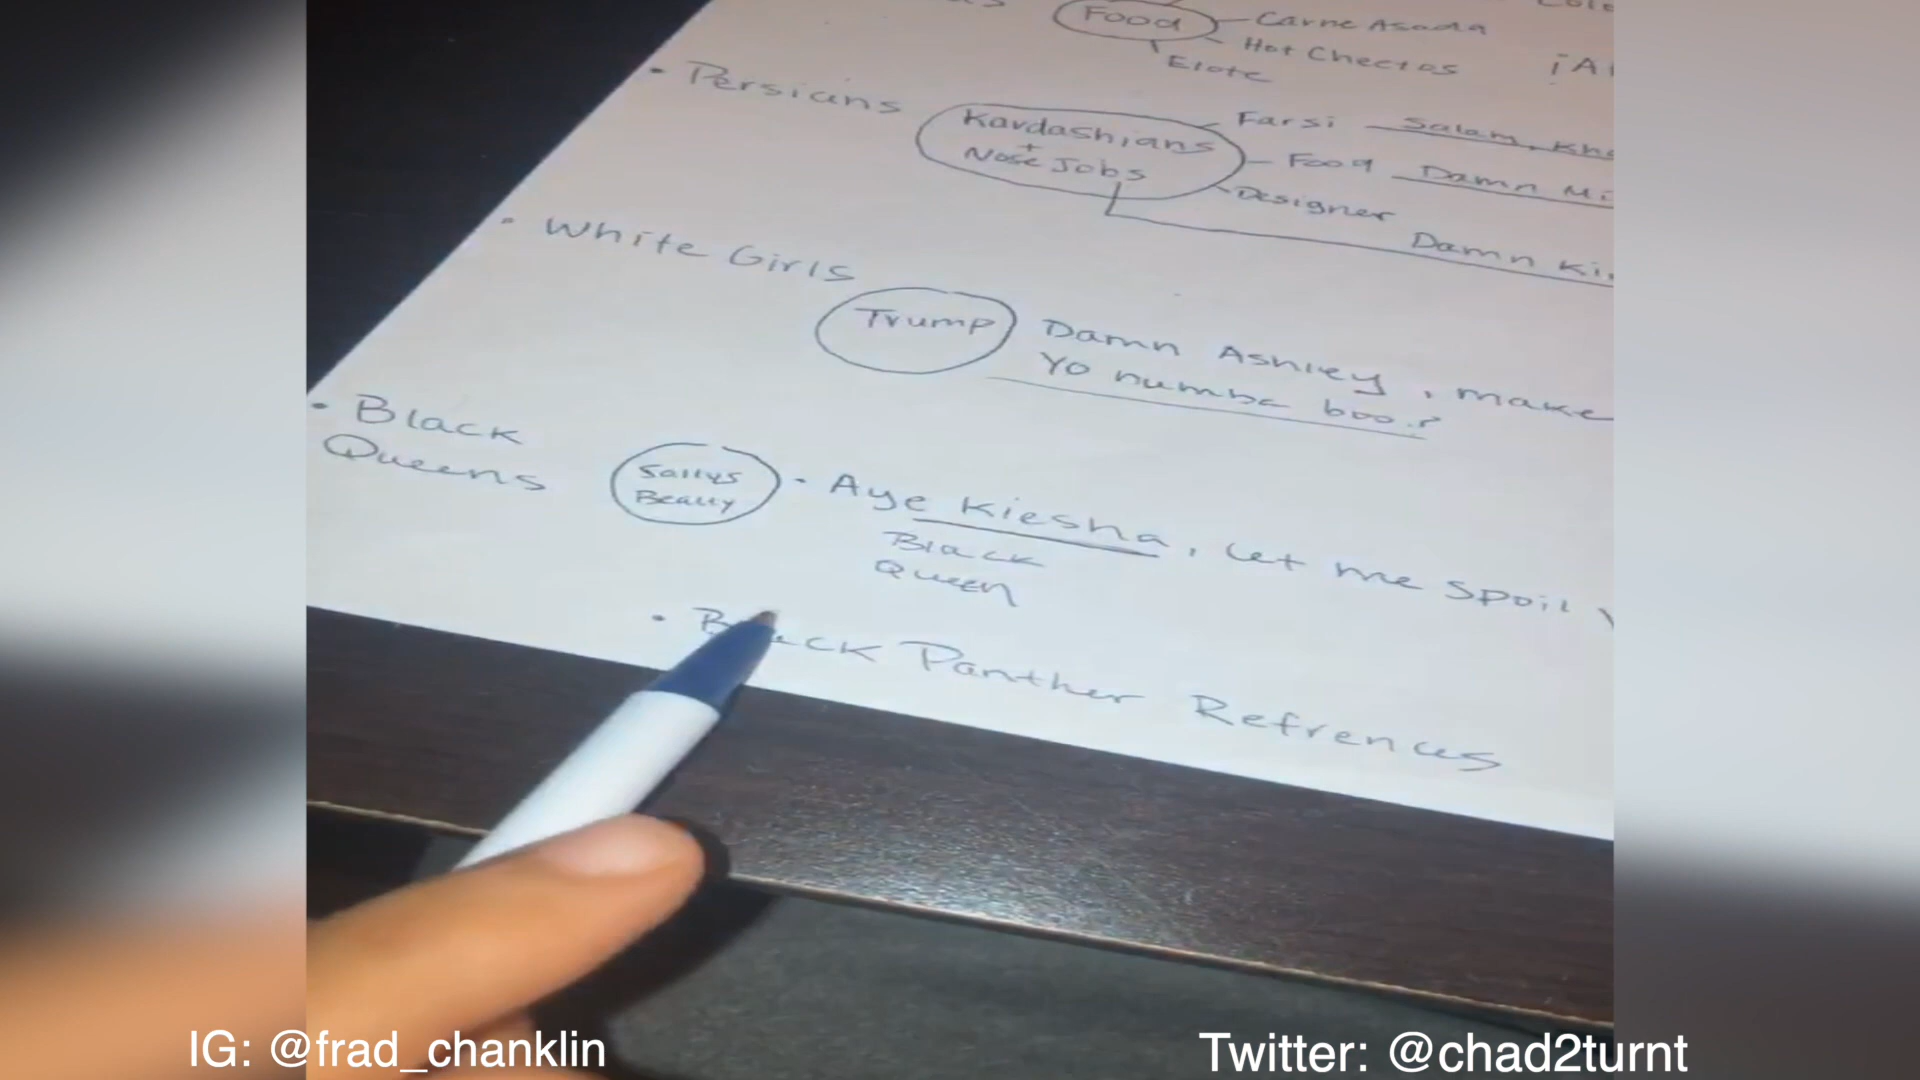 Food
Carne Asada
Hot Cheetos
Elote
• Persians
Kardashians
+
Nose Jobs
Farsi
Salam,
Food
Damn
Designer
Damn
• White Girls
Trump
Damn Ashley, make
Yo numba boo?
• Black
Queens
Sallys
Beauty
• Aye Kiesha, let me spoil
Black
Queen
• Black Panther Refrences
IG: @frad_chanklin
Twitter: @chad2turnt